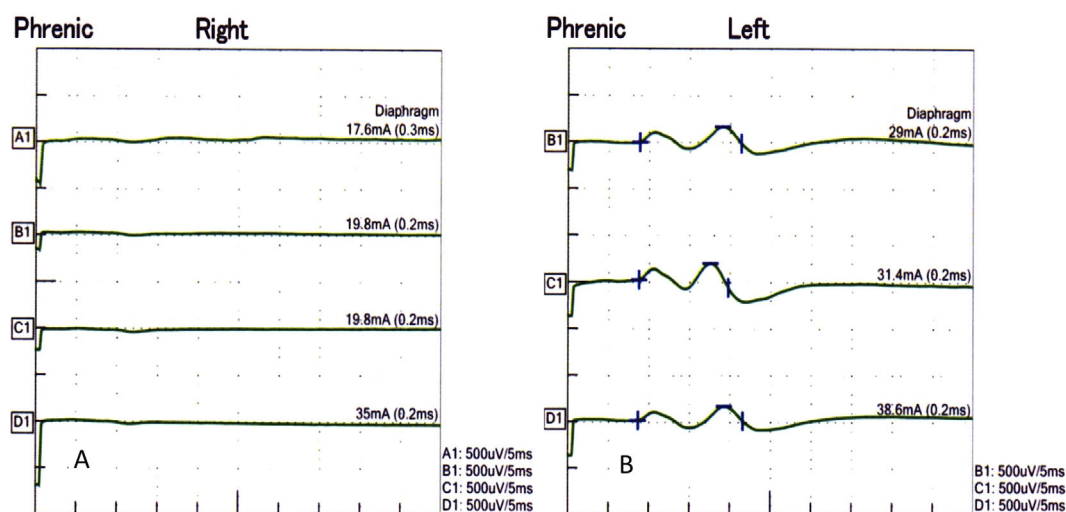 Phrenic Right
A1
Diaphragm
17.6mA (0.3ms)
B1
19.8mA (0.2ms)
C1
19.8mA (0.2ms)
D1
35mA (0.2ms)
A
A1: 500uV/5ms
B1: 500uV/5ms
C1: 500uV/5ms
D1: 500uV/5ms
Phrenic Left
B1
Diaphragm
29mA (0.2ms)
C1
31.4mA (0.2ms)
D1
38.6mA (0.2ms)
B
B1: 500uV/5ms
C1: 500uV/5ms
D1: 500uV/5ms